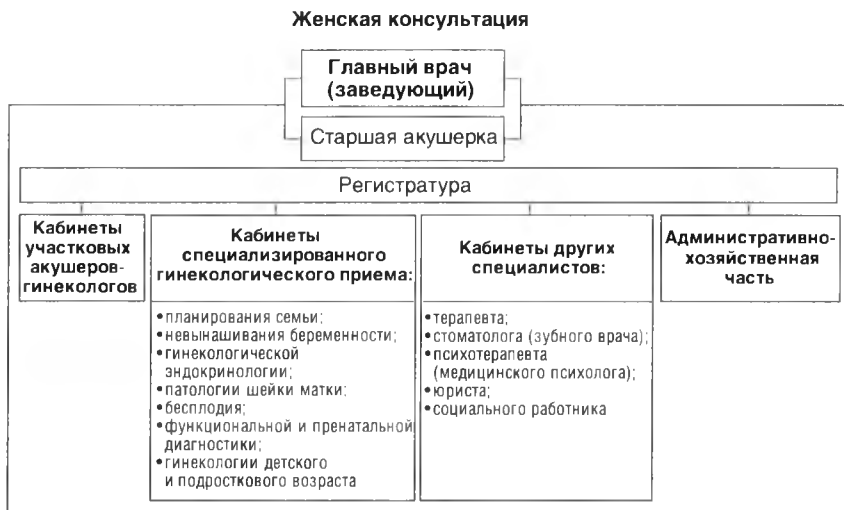 Женская консультация
Главный врач
(заведующий)
Старшая акушерка
Регистратура
Кабинеты
участковых
акушеров-
гинекологов
Кабинеты
специализированного
гинекологического приема:
•планирования семьи;
•невынашивания беременности;
•гинекологической
эндокринологии;
•патологии шейки матки;
•бесплодия;
•функциональной и пренатальной
диагностики;
•гинекологии детского
и подросткового возраста
Кабинеты других
специалистов:
•терапевта;
•стоматолога (зубного врача);
•психотерапевта
(медицинского психолога);
•юриста;
•социального работника
Административно-
хозяйственная
часть